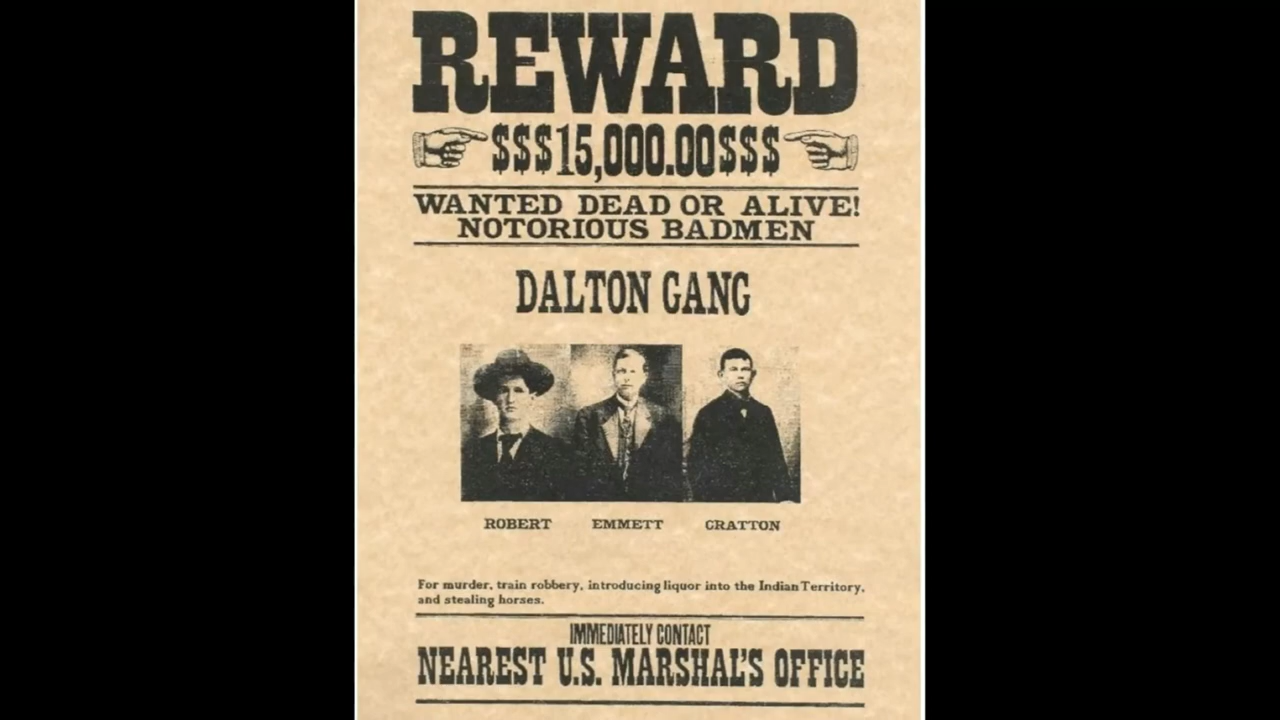 REWARD
$$$15,000.00$$$
WANTED DEAD OR ALIVE!
NOTORIOUS BADMEN
DALTON GANG
ROBERT EMMETT GRATTON
For murder, train robbery, introducing liquor into the Indian Territory,
and stealing horses.
IMMEDIATELY CONTACT
NEAREST U.S. MARSHAL'S OFFICE